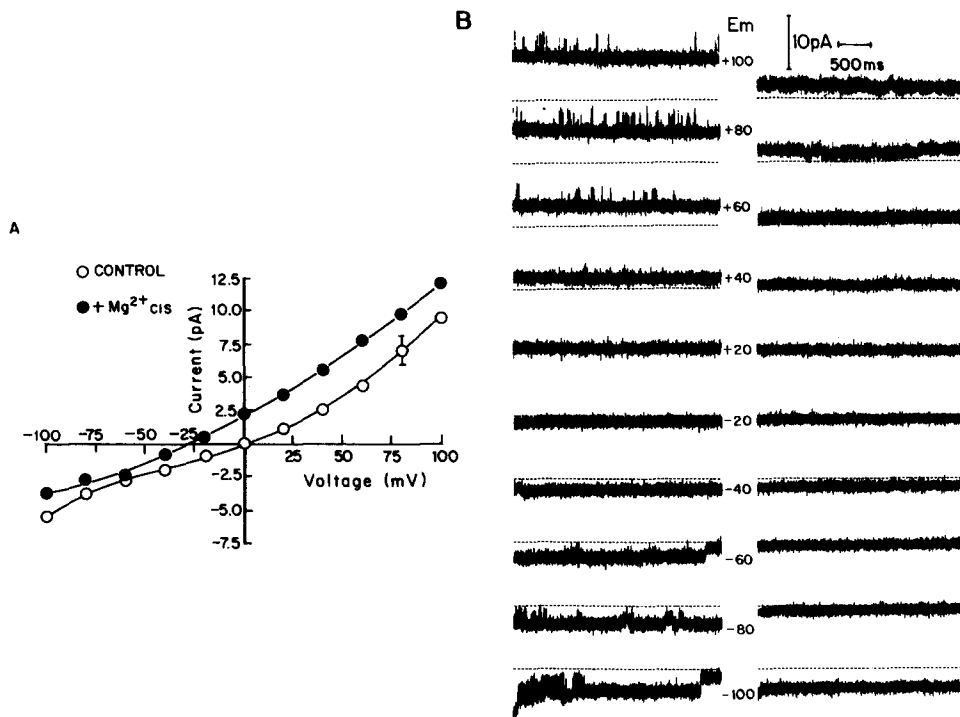 A
○ CONTROL
● + Mg²⁺ cis
Current (pA)
12.5
10.0
7.5
5.0
2.5
-100 -75 -50 -25 0 25 50 75 100
Voltage (mV)
-2.5
-5.0
-7.5
B
Em
10pA
500ms
+100
+80
+60
+40
+20
-20
-40
-60
-80
-100